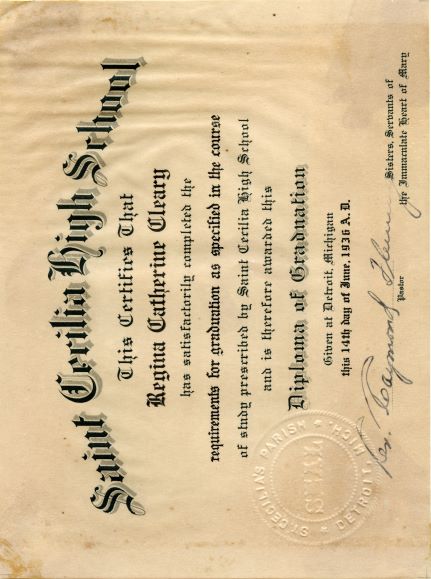 Saint Cecilia High School
This Certifies That
Regina Catherine Cleary
has satisfactorily completed the
requirements for graduation as specified in the course
of study prescribed by Saint Cecilia High School
and is therefore awarded this
Diploma of Graduation
Given at Detroit, Michigan
this 14th day of June, 1936 A.D.
ST. CECILIA'S PARISH
SEAL
DETROIT, MICH.
Rev. Raymond
Pastor
Sisters, Servants of
the Immaculate Heart of Mary